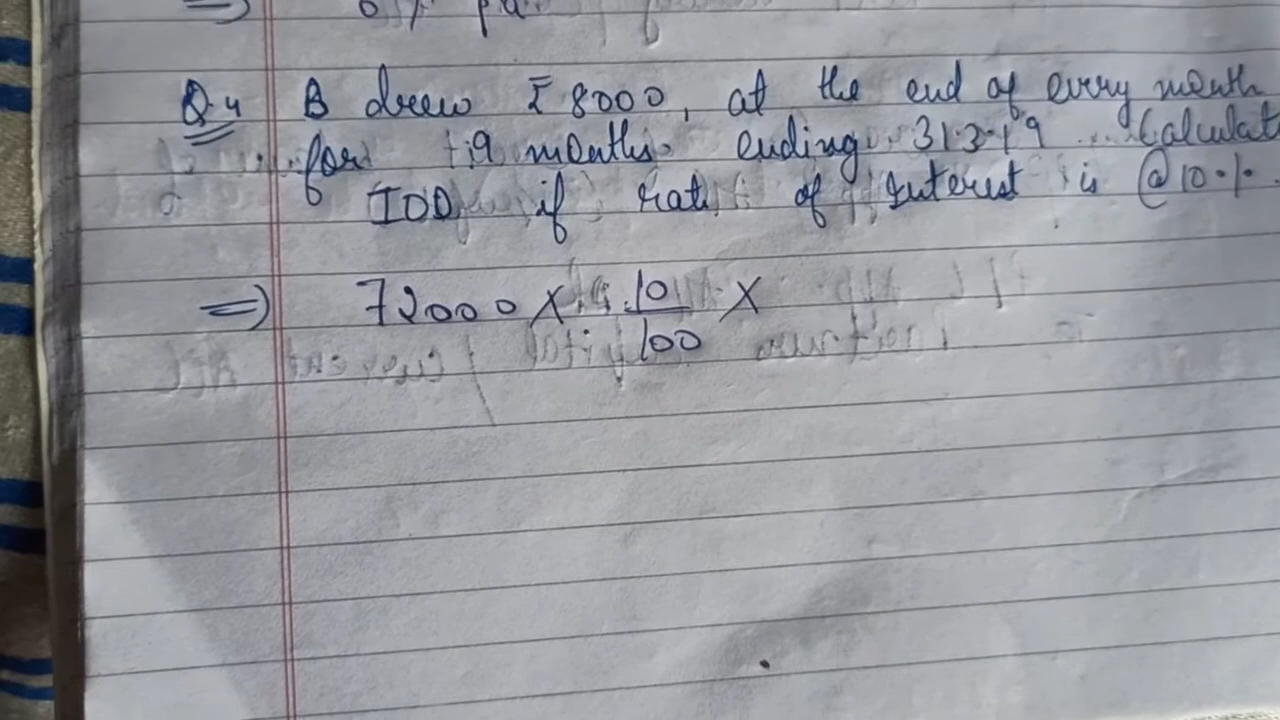 Q.4 B drew ₹8000, at the end of every month
for 9 months ending 31.3.19 Calculat
IOD if rat of Interest is @10%.
=> 72000 × 10/100 ×